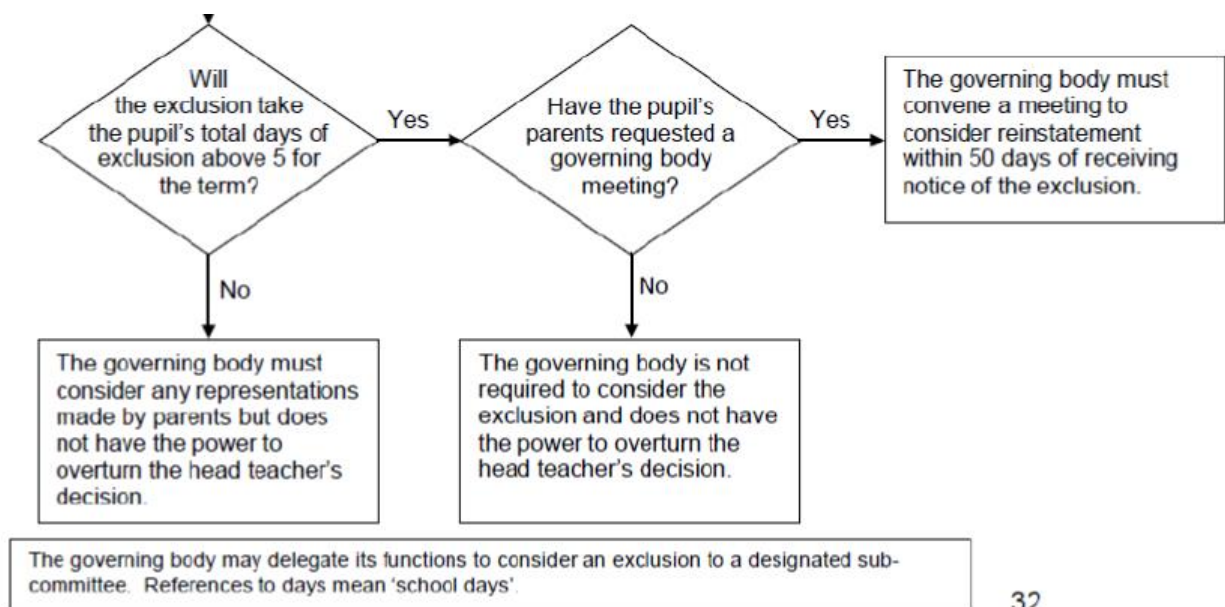 Will
the exclusion take
the pupil's total days of
exclusion above 5 for
the term?
Yes
Have the pupil's
parents requested a
governing body
meeting?
Yes
The governing body must
convene a meeting to
consider reinstatement
within 50 days of receiving
notice of the exclusion.
No
No
The governing body must
consider any representations
made by parents but does
not have the power to
overturn the head teacher's
decision.
The governing body is not
required to consider the
exclusion and does not have
the power to overturn the
head teacher's decision.
The governing body may delegate its functions to consider an exclusion to a designated sub-
committee. References to days mean 'school days'.
32